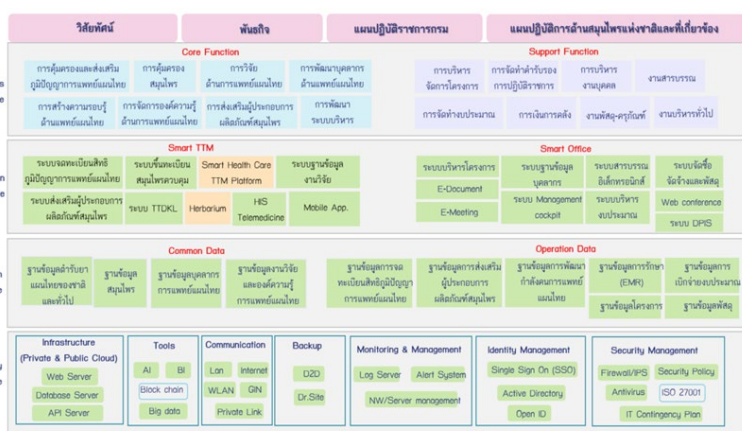 วิสัยทัศน์
พันธกิจ
แผนปฏิบัติราชการกรม
แผนปฏิบัติการด้านสมุนไพรแห่งชาติและที่เกี่ยวข้อง
Core Function
Support Function
การคุ้มครองและส่งเสริม
ภูมิปัญญาการแพทย์แผนไทย
การคุ้มครอง
สมุนไพร
การวิจัย
ด้านการแพทย์แผนไทย
การพัฒนาบุคลากร
ด้านแพทย์แผนไทย
การสร้างความรอบรู้
ด้านแพทย์แผนไทย
การจัดการองค์ความรู้
ด้านการแพทย์แผนไทย
การส่งเสริมผู้ประกอบการ
ผลิตภัณฑ์สมุนไพร
การพัฒนา
ระบบบริหาร
การบริหาร
จัดการโครงการ
การจัดทำคำรับรอง
การปฏิบัติราชการ
การบริหาร
งานบุคคล
งานสารบรรณ
การจัดทำงบประมาณ
การเงินการคลัง
งานพัสดุ-ครุภัณฑ์
งานบริหารทั่วไป
Smart TTM
Smart Office
ระบบจดทะเบียนสิทธิ
ภูมิปัญญาการแพทย์แผนไทย
ระบบขึ้นทะเบียน
สมุนไพรควบคุม
Smart Health Care
TTM Platform
ระบบฐานข้อมูล
งานวิจัย
ระบบส่งเสริมผู้ประกอบการ
ผลิตภัณฑ์สมุนไพร
ระบบ TTDKL
Herbarium
HIS
Telemedicine
Mobile App.
ระบบบริหารโครงการ
E-Document
E-Meeting
ระบบฐานข้อมูล
บุคลากร
ระบบ Management
cockpit
ระบบสารบรรณ
อิเล็กทรอนิกส์
ระบบบริหาร
งบประมาณ
ระบบจัดซื้อ
จัดจ้างและพัสดุ
Web conference
ระบบ DPIS
Common Data
Operation Data
ฐานข้อมูลตำรับยา
แผนไทยของชาติ
และทั่วไป
ฐานข้อมูล
สมุนไพร
ฐานข้อมูลบุคลากร
การแพทย์แผนไทย
ฐานข้อมูลงานวิจัย
และองค์ความรู้
การแพทย์แผนไทย
ฐานข้อมูลการจด
ทะเบียนสิทธิภูมิปัญญา
การแพทย์แผนไทย
ฐานข้อมูลการส่งเสริม
ผู้ประกอบการ
ผลิตภัณฑ์สมุนไพร
ฐานข้อมูลการพัฒนา
กำลังคนการแพทย์
แผนไทย
ฐานข้อมูลการรักษา
(EMR)
ฐานข้อมูลโครงการ
ฐานข้อมูลการ
เบิกจ่ายงบประมาณ
ฐานข้อมูลพัสดุ
Infrastructure
(Private & Public Cloud)
Web Server
Database Server
API Server
Tools
AI
BI
Block chain
Big data
Communication
Lan
Internet
WLAN
GIN
Private Link
Backup
D2D
Dr.Site
Monitoring & Management
Log Server
Alert System
NW/Server management
Identity Management
Single Sign On (SSO)
Active Directory
Open ID
Security Management
Firewall/IPS
Security Policy
Antivirus
ISO 27001
IT Contingency Plan